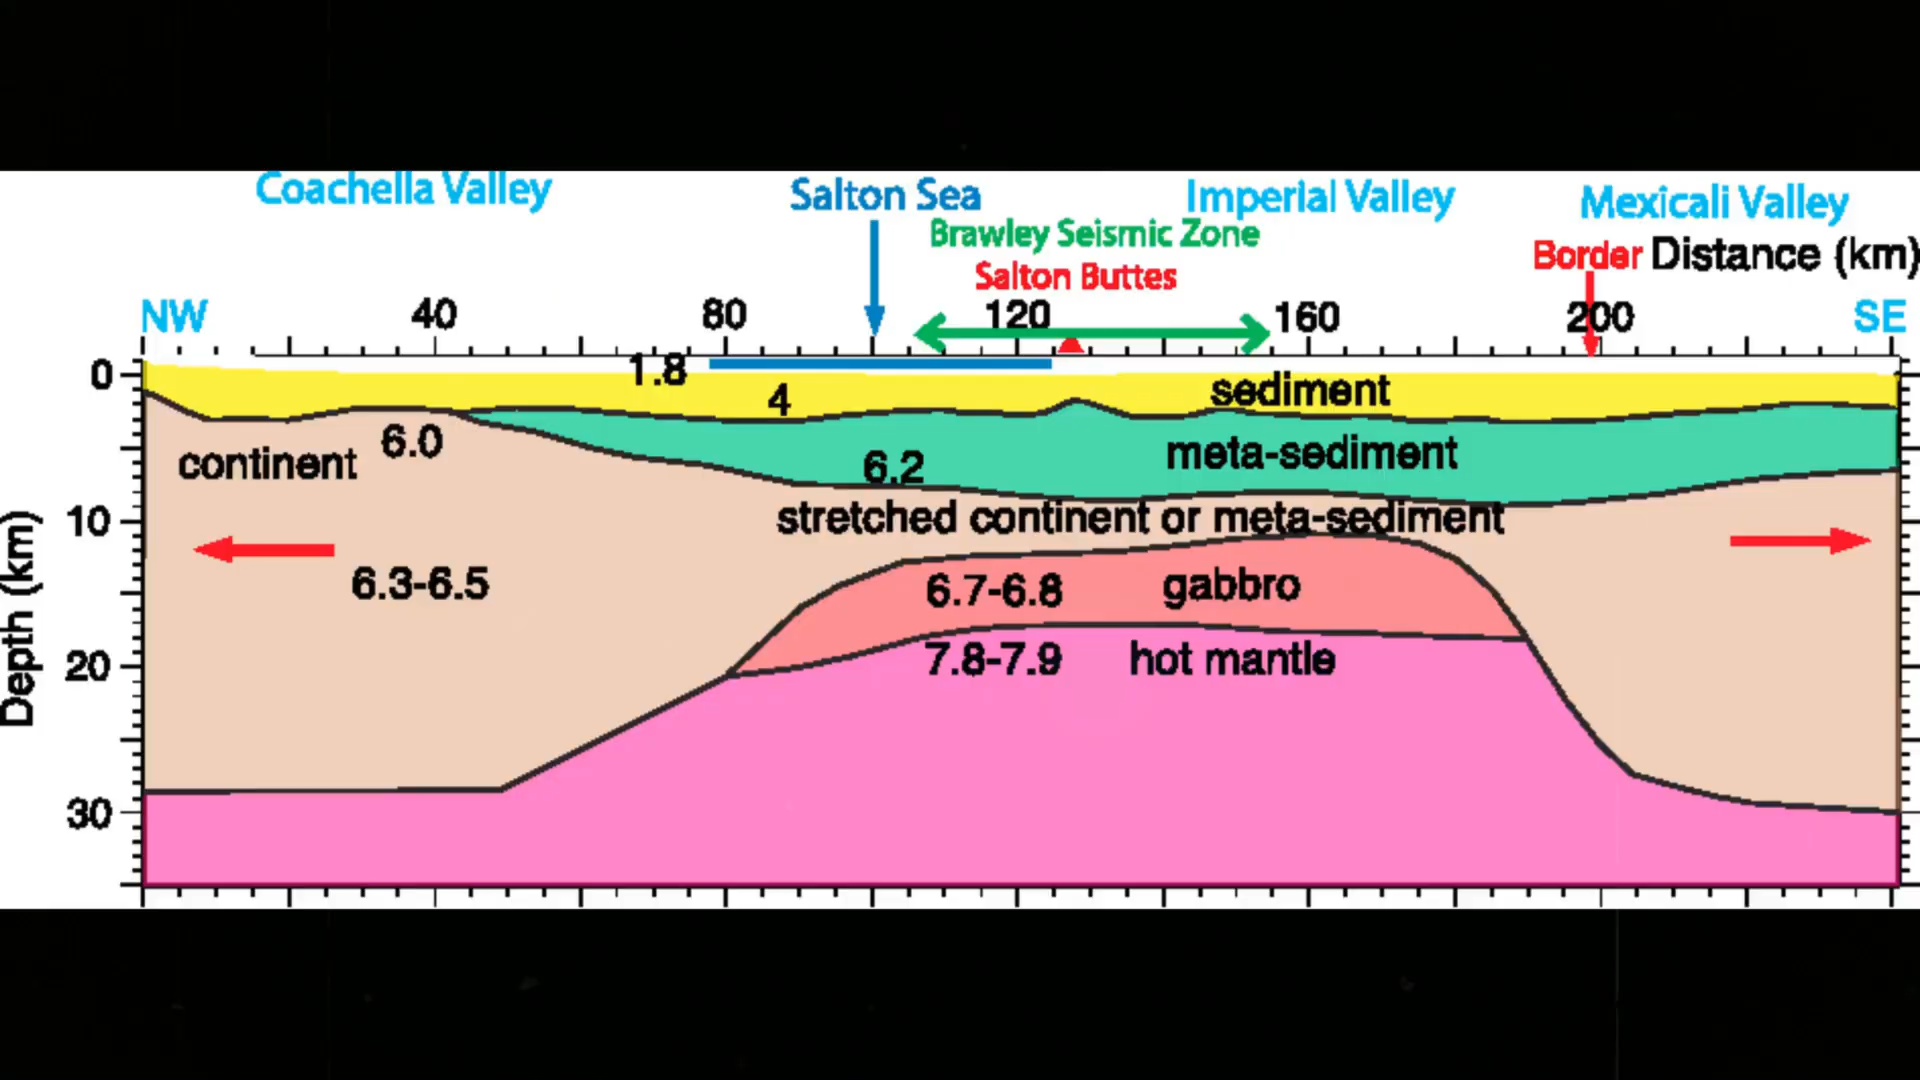 Coachella Valley
Salton Sea
Imperial Valley
Mexicali Valley
Brawley Seismic Zone
Border Distance (km)
Salton Buttes
NW 40 80 120 160 200 SE
0
1.8
4
sediment
6.0
continent
6.2
meta-sediment
10
stretched continent or meta-sediment
6.3-6.5
6.7-6.8
gabbro
Depth (km)
20
7.8-7.9
hot mantle
30